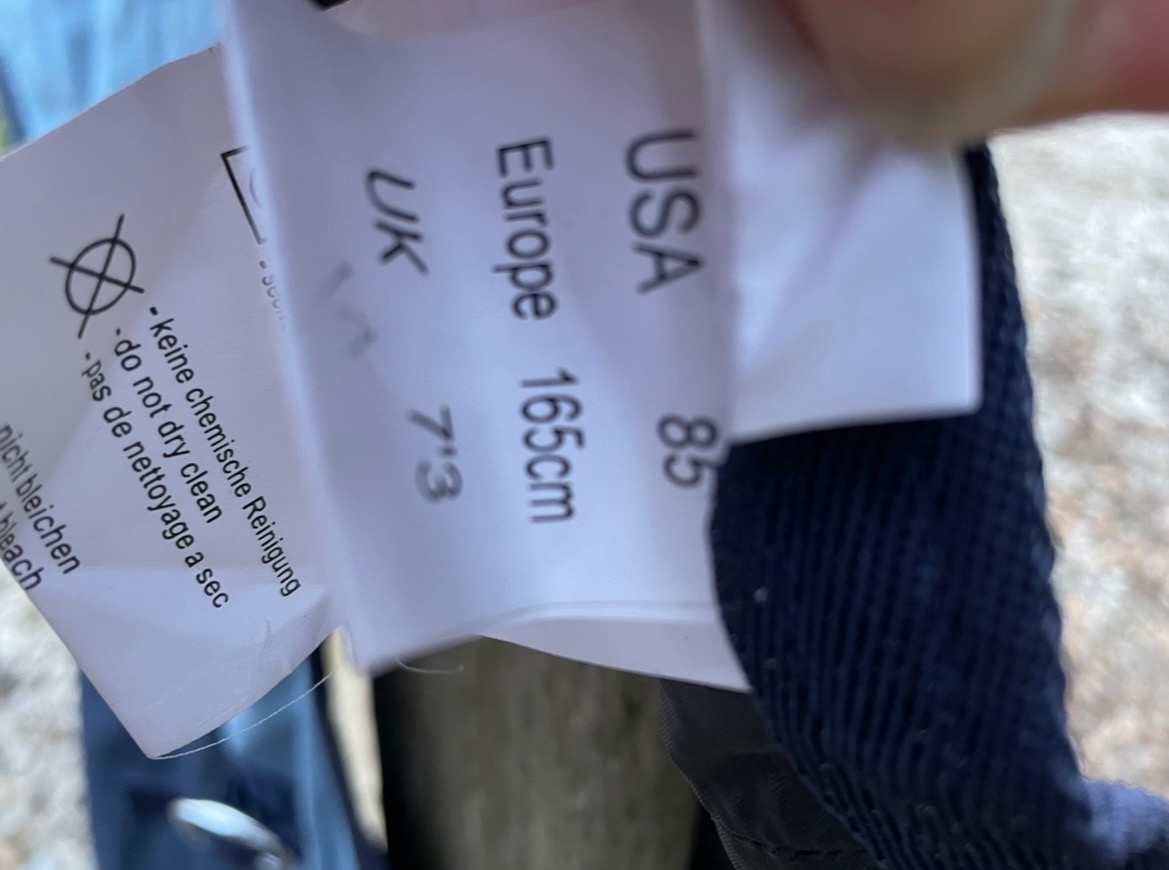 USA 85
Europe 165cm
UK 7'3
- keine chemische Reinigung
- do not dry clean
- pas de nettoyage a sec
nicht bleichen
bleach